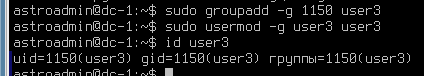 astroadmin@dc-1:~$ sudo groupadd -g 1150 user3
astroadmin@dc-1:~$ sudo usermod -g user3 user3
astroadmin@dc-1:~$ id user3
uid=1150(user3) gid=1150(user3) группы=1150(user3)
astroadmin@dc-1:~$